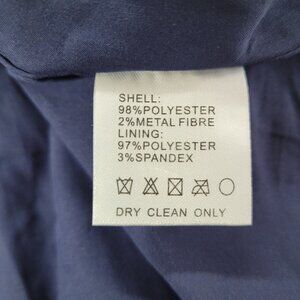 SHELL:
98%POLYESTER
2%METAL FIBRE
LINING:
97%POLYESTER
3%SPANDEX
DRY CLEAN ONLY